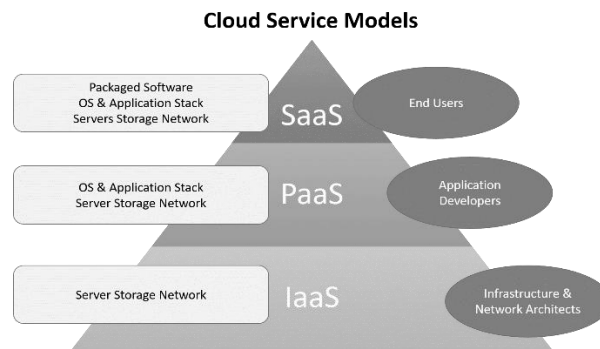 Cloud Service Models
Packaged Software
OS & Application Stack
Servers Storage Network
SaaS
End Users
OS & Application Stack
Server Storage Network
PaaS
Application
Developers
Server Storage Network
IaaS
Infrastructure &
Network Architects